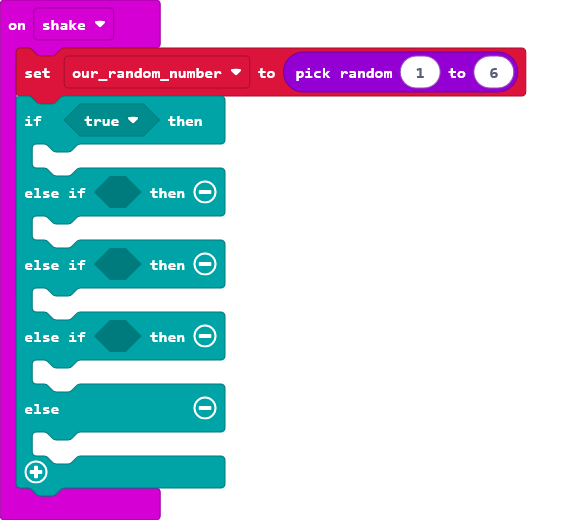 on shake
set our_random_number to pick random 1 to 6
if true then
else if then
else if then
else if then
else